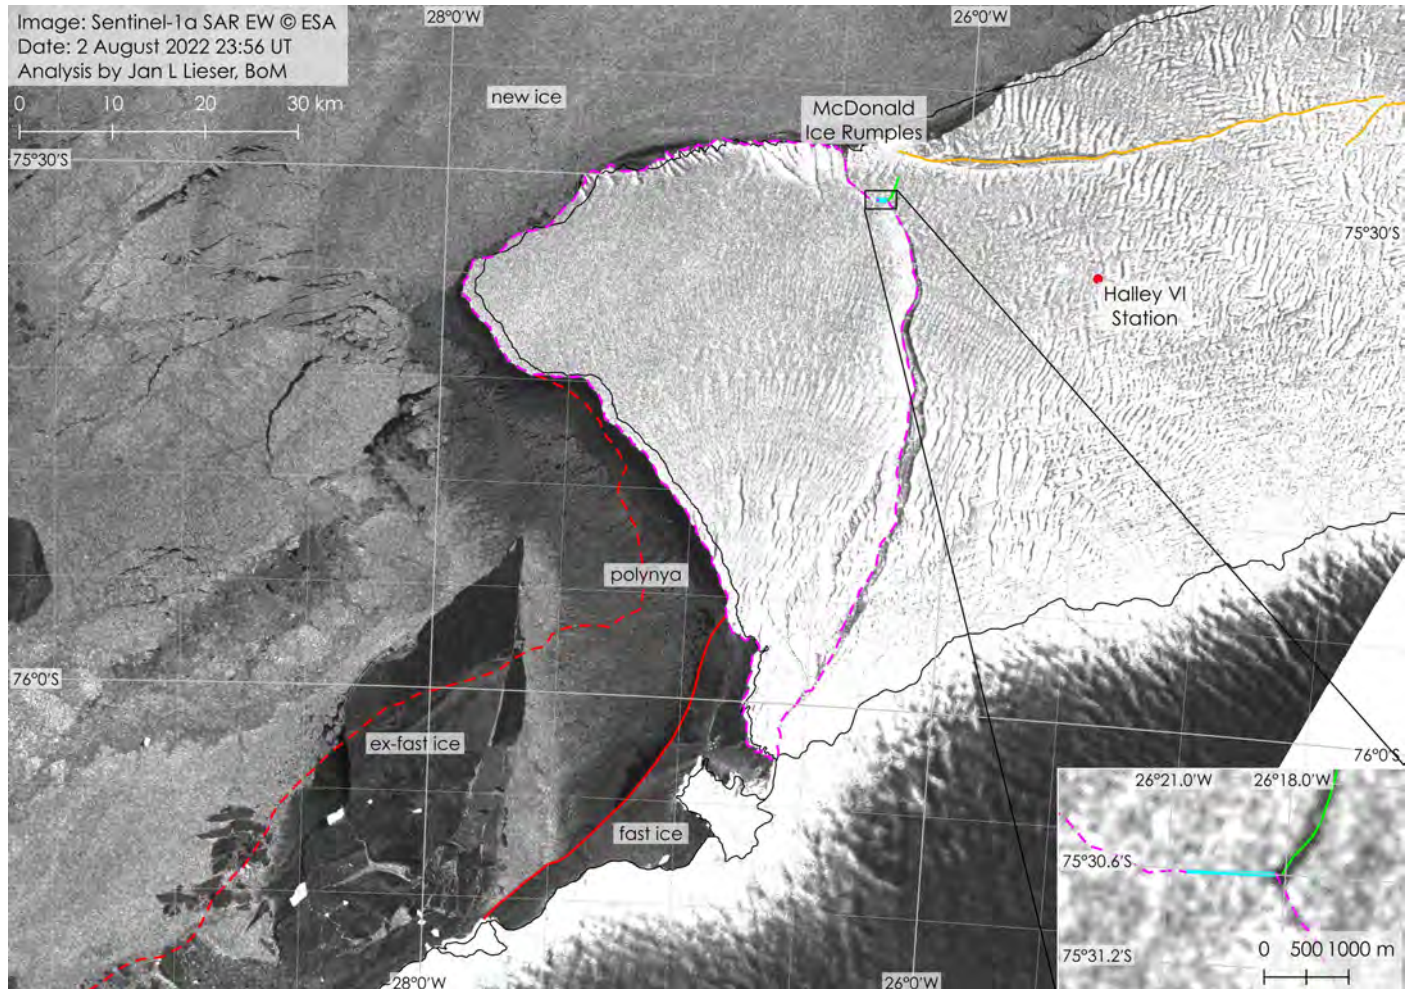 Image: Sentinel-1a SAR EW © ESA
Date: 2 August 2022 23:56 UT
Analysis by Jan L Lieser, BoM
0 10 20 30 km
28°0'W
26°0'W
new ice
McDonald
Ice Rumples
75°30'S
75°30'S
Halley VI
Station
polynya
76°0'S
ex-fast ice
76°0'S
fast ice
26°21.0'W
26°18.0'W
75°30.6'S
75°31.2'S
0 500 1000 m
28°0'W
26°0'W